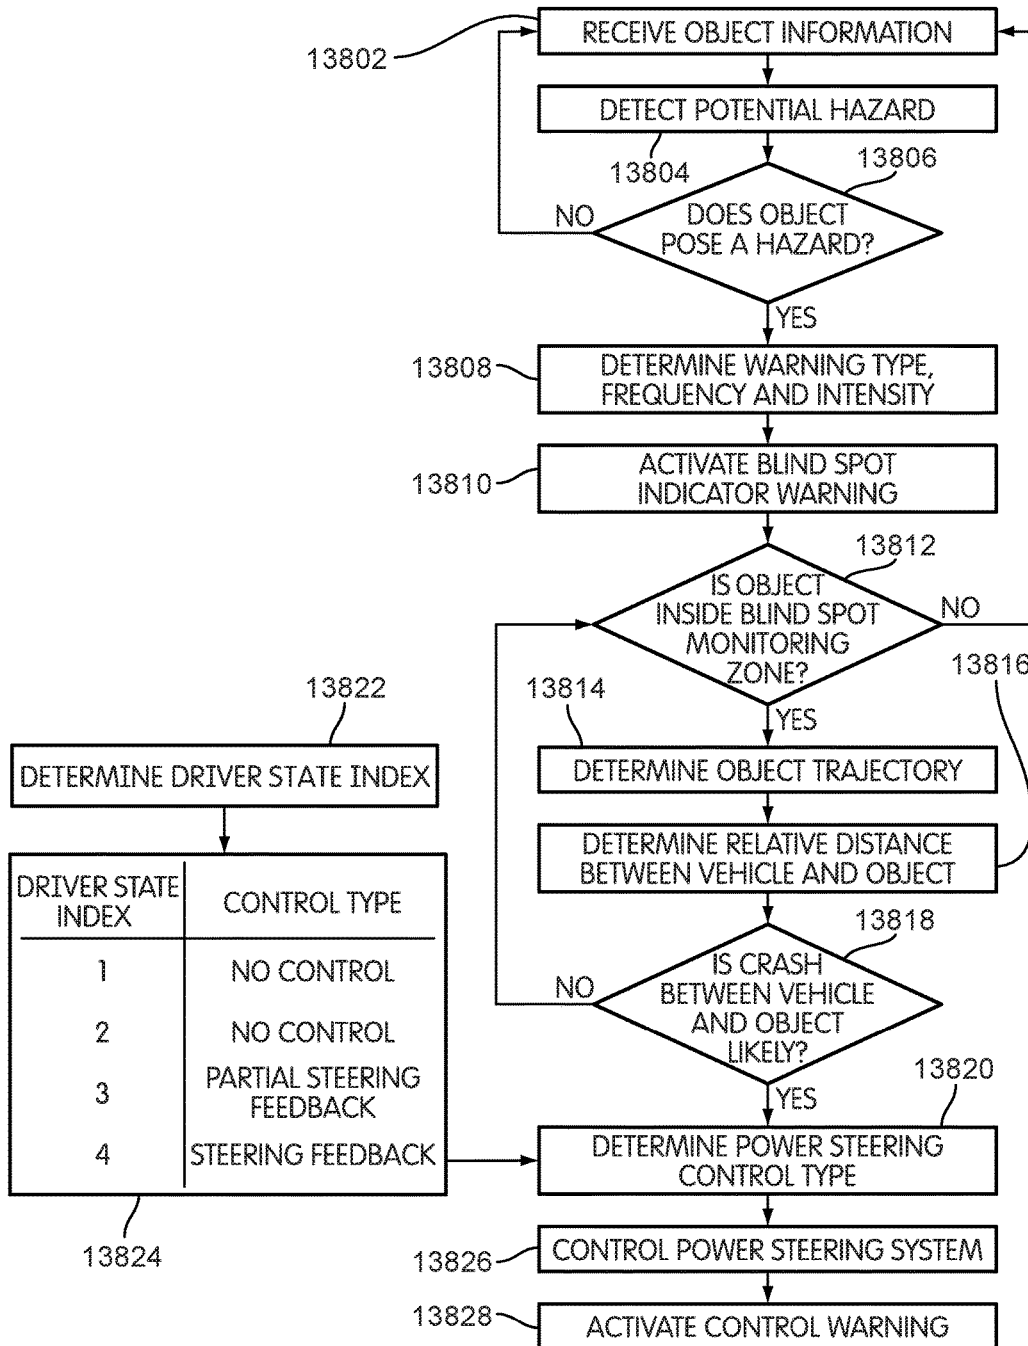 RECEIVE OBJECT INFORMATION
13802
DETECT POTENTIAL HAZARD
13804
13806
DOES OBJECT
POSE A HAZARD?
NO
YES
13808
DETERMINE WARNING TYPE,
FREQUENCY AND INTENSITY
13810
ACTIVATE BLIND SPOT
INDICATOR WARNING
13812
IS OBJECT
INSIDE BLIND SPOT
MONITORING
ZONE?
NO
YES
13814
13816
DETERMINE OBJECT TRAJECTORY
DETERMINE RELATIVE DISTANCE
BETWEEN VEHICLE AND OBJECT
13818
IS CRASH
BETWEEN VEHICLE
AND OBJECT
LIKELY?
NO
YES
13820
DETERMINE POWER STEERING
CONTROL TYPE
13822
DETERMINE DRIVER STATE INDEX
DRIVER STATE
INDEX
CONTROL TYPE
1 NO CONTROL
2 NO CONTROL
3 PARTIAL STEERING
FEEDBACK
4 STEERING FEEDBACK
13824
13826
CONTROL POWER STEERING SYSTEM
13828
ACTIVATE CONTROL WARNING